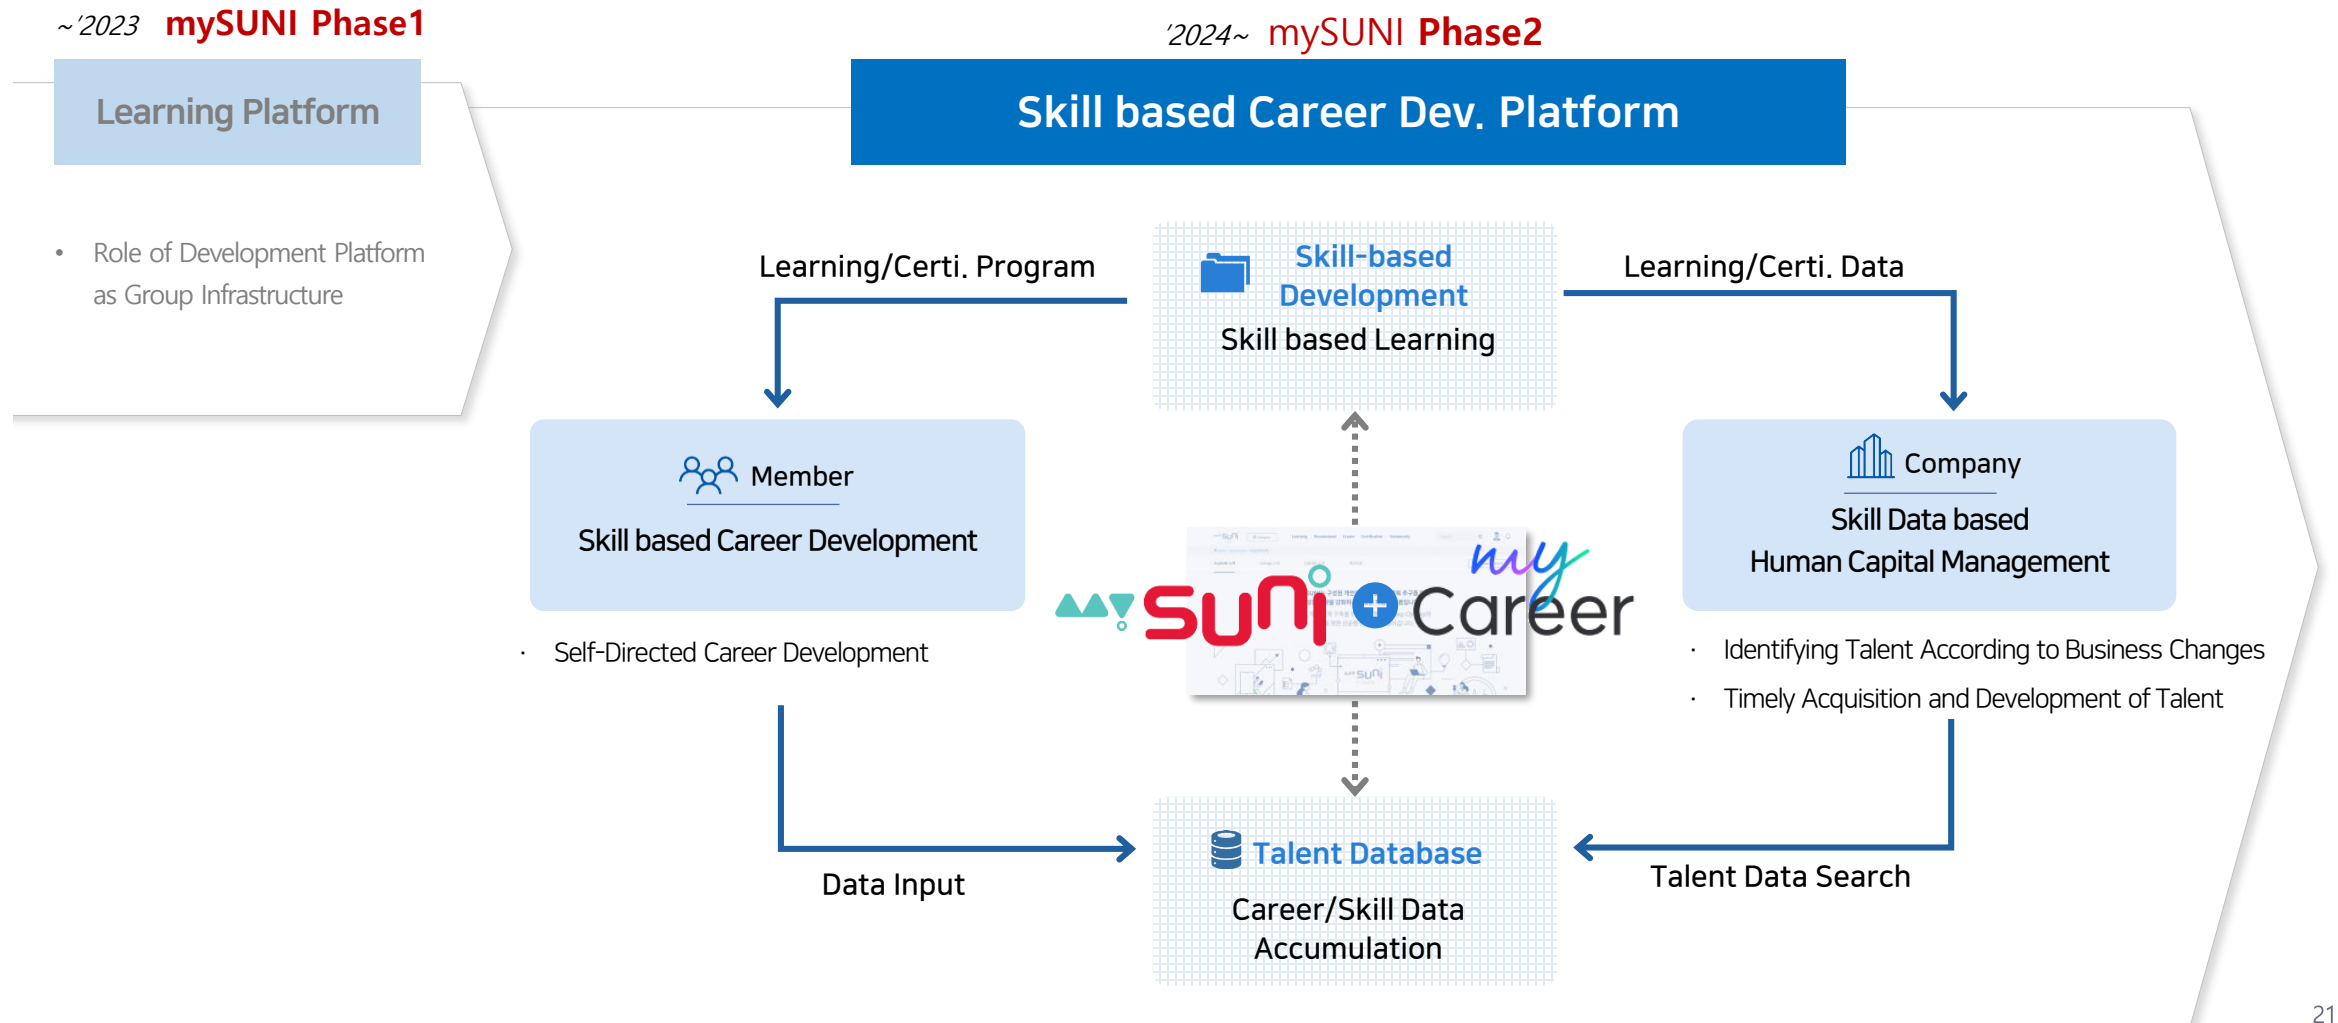 ~'2023 mySUNI Phase1
Learning Platform
• Role of Development Platform
as Group Infrastructure
'2024~ mySUNI Phase2
Skill based Career Dev. Platform
Learning/Certi. Program
Skill-based
Development
Skill based Learning
Learning/Certi. Data
Member
Skill based Career Development
· Self-Directed Career Development
my
SUNI + Career
Company
Skill Data based
Human Capital Management
· Identifying Talent According to Business Changes
· Timely Acquisition and Development of Talent
Data Input
Talent Database
Career/Skill Data
Accumulation
Talent Data Search
21